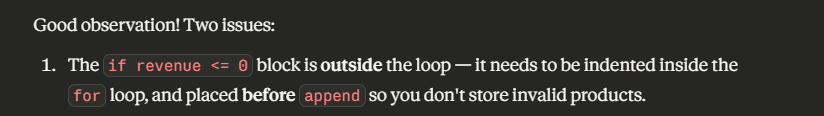 Good observation! Two issues:
1. The if revenue <= 0 block is outside the loop — it needs to be indented inside the
for loop, and placed before append so you don't store invalid products.